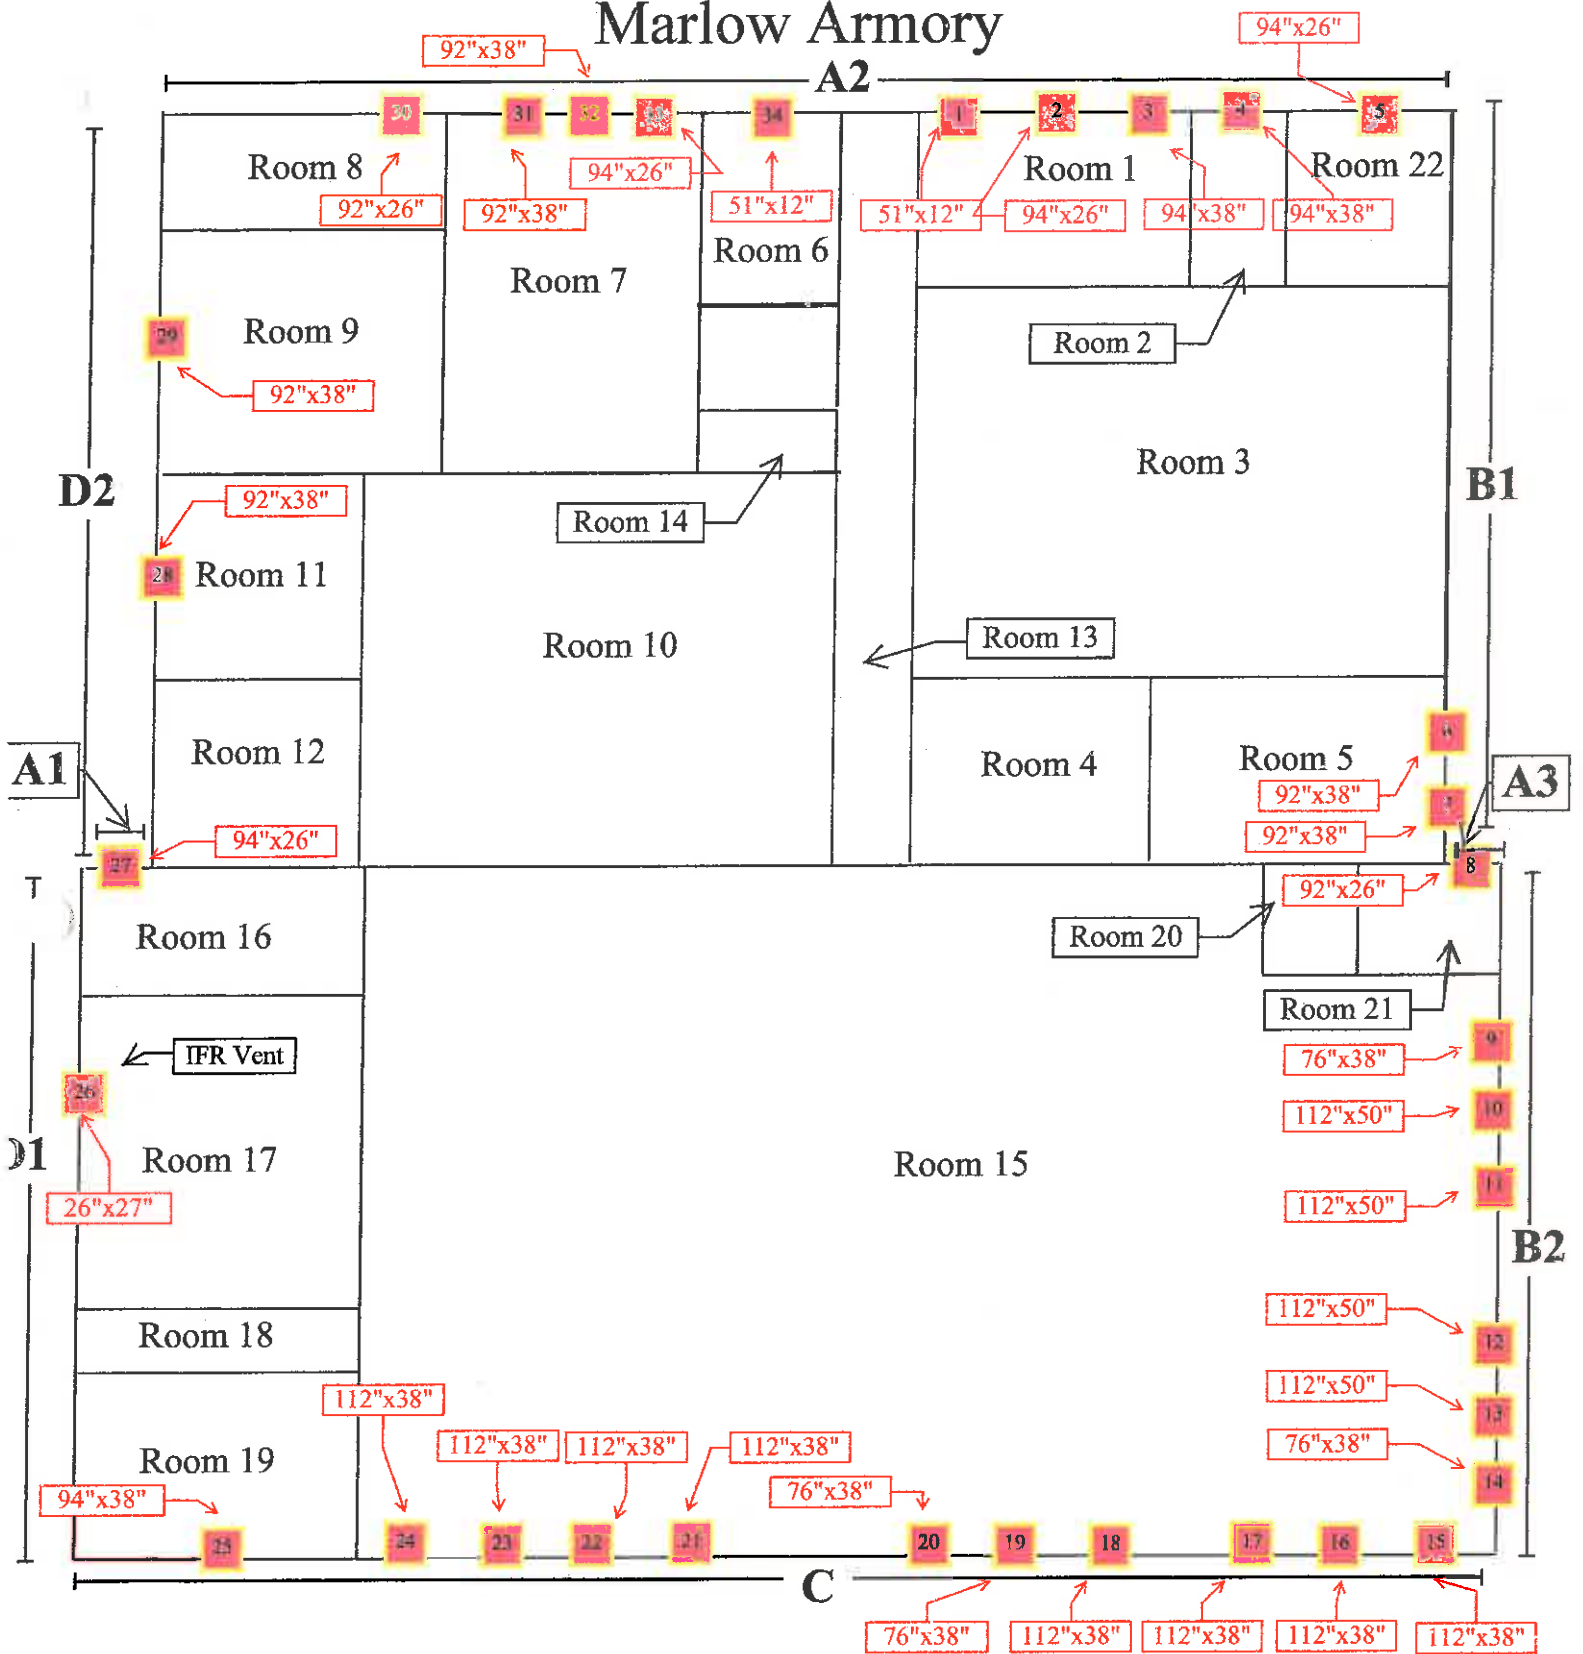 Marlow Armory
92"x38"
94"x26"
A2
30
31
32
33
34
1
2
3
4
5
Room 8
94"x26"
Room 1
Room 22
92"x26"
92"x38"
51"x12"
51"x12"
94"x26"
94"x38"
94"x38"
Room 6
Room 7
29
Room 9
Room 2
92"x38"
D2
Room 3
B1
92"x38"
Room 14
28
Room 11
Room 10
Room 13
6
Room 12
Room 4
Room 5
A1
92"x38"
A3
7
94"x26"
92"x38"
27
8
92"x26"
Room 16
Room 20
Room 21
IFR Vent
9
76"x38"
26
10
112"x50"
D1
Room 17
Room 15
11
112"x50"
26"x27"
B2
112"x50"
Room 18
12
112"x50"
112"x38"
13
112"x38"
112"x38"
112"x38"
76"x38"
Room 19
14
94"x38"
76"x38"
25
24
23
22
21
20
19
18
17
16
15
C
76"x38"
112"x38"
112"x38"
112"x38"
112"x38"